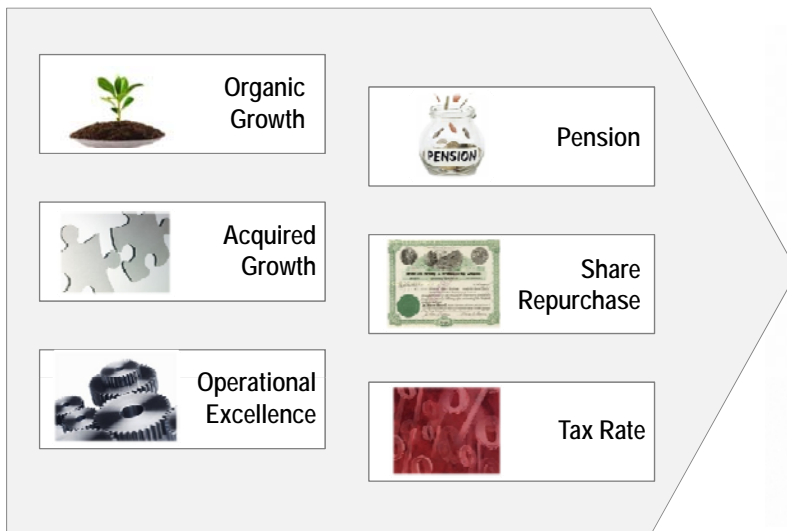 Organic
Growth
Acquired
Growth
Operational
Excellence
PENSION
Pension
Share
Repurchase
Tax Rate